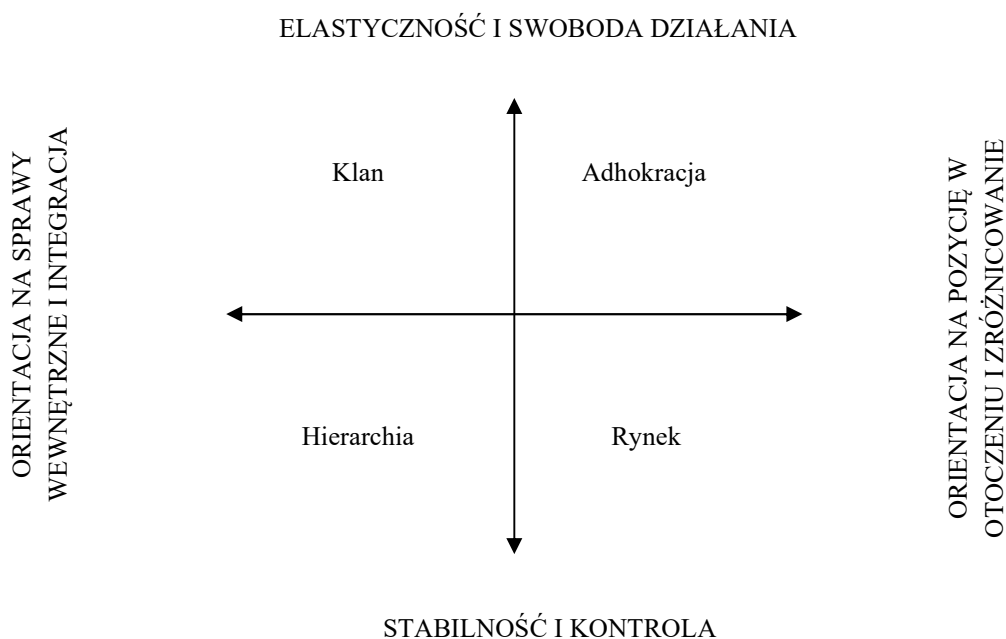 ELASTYCZNOŚĆ I SWOBODA DZIAŁANIA
ORIENTACJA NA SPRAWY
WEWNĘTRZNE I INTEGRACJA
Klan
Adhokracja
ORIENTACJA NA POZYCJĘ W
OTOCZENIU I ZRÓŻNICOWANIE
Hierarchia
Rynek
STABILNOŚĆ I KONTROLA